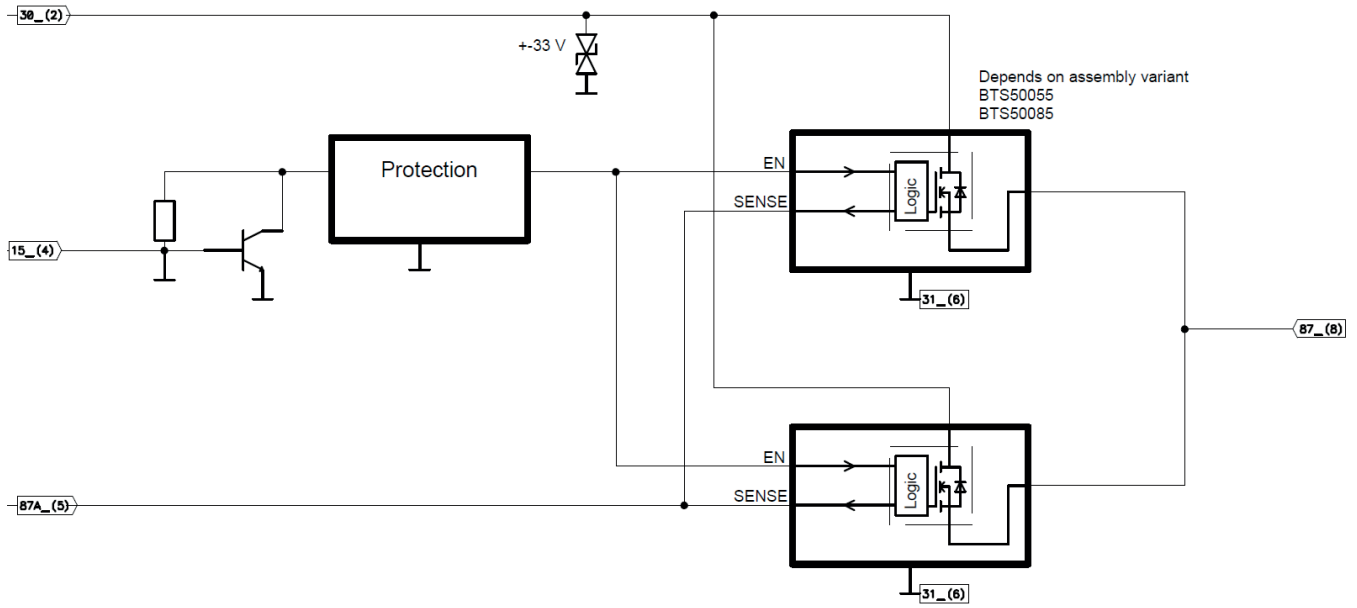 30_(2)
+-33 V
Depends on assembly variant
BTS50055
BTS50085
Protection
EN
SENSE
Logic
15_(4)
31_(6)
87_(8)
EN
SENSE
Logic
87A_(5)
31_(6)